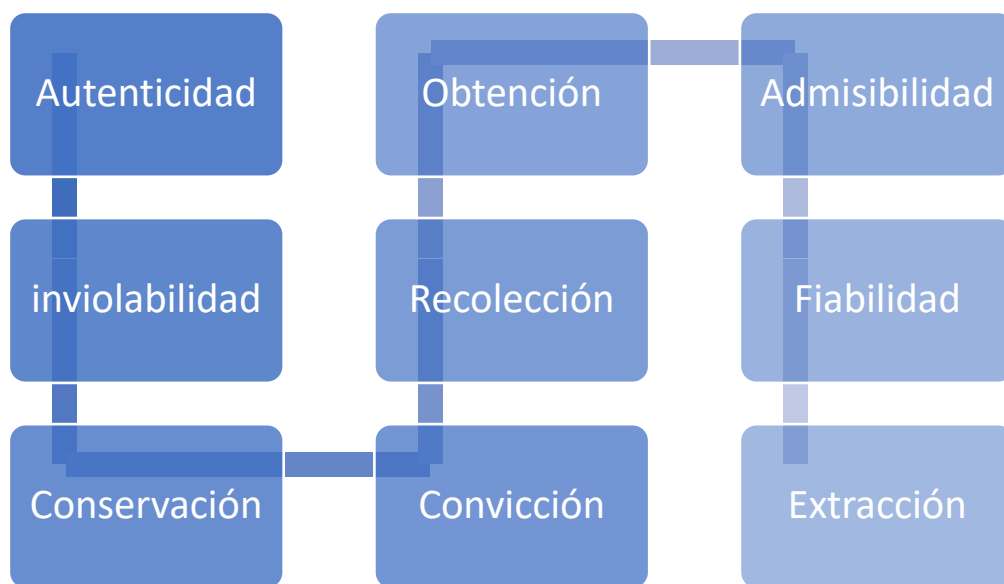 Autenticidad
inviolabilidad
Conservación
Convicción
Recolección
Obtención
Admisibilidad
Fiabilidad
Extracción